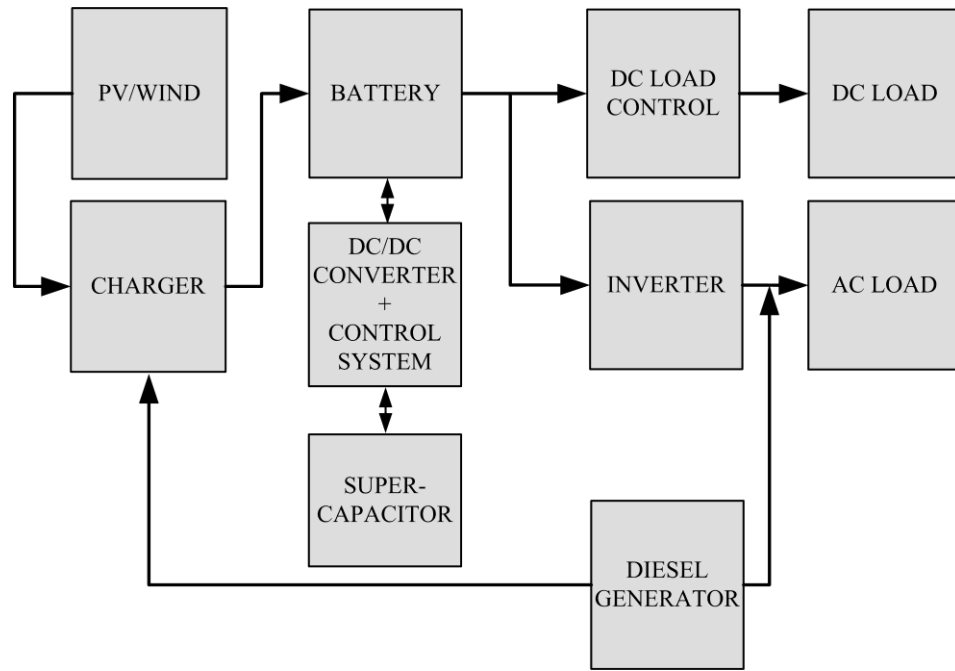 PV/WIND
BATTERY
DC LOAD
CONTROL
DC LOAD
CHARGER
DC/DC
CONVERTER
+
CONTROL
SYSTEM
INVERTER
AC LOAD
SUPER-
CAPACITOR
DIESEL
GENERATOR